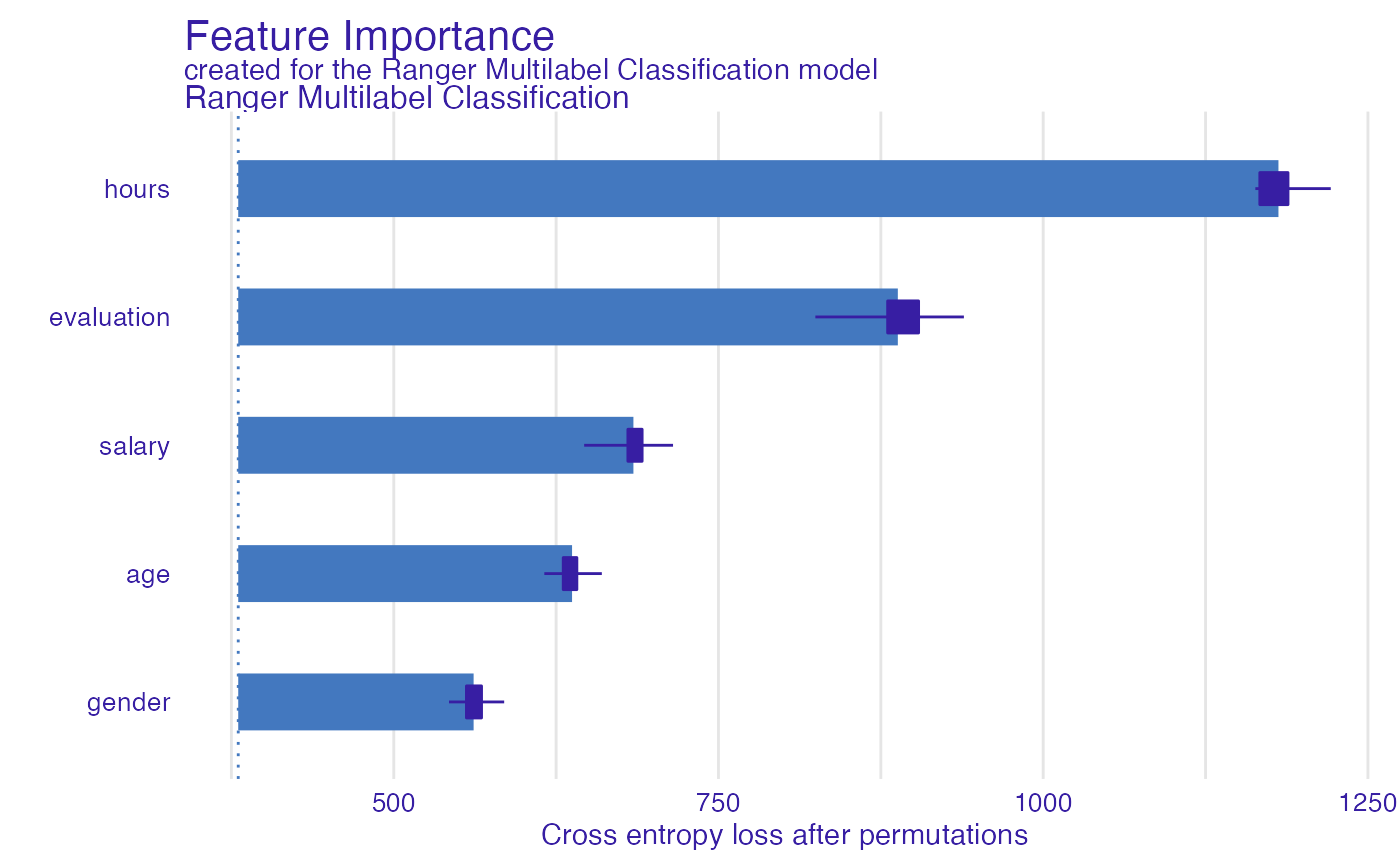 Feature Importance
created for the Ranger Multilabel Classification model
Ranger Multilabel Classification
hours
evaluation
salary
age
gender
500 750 1000 1250
Cross entropy loss after permutations